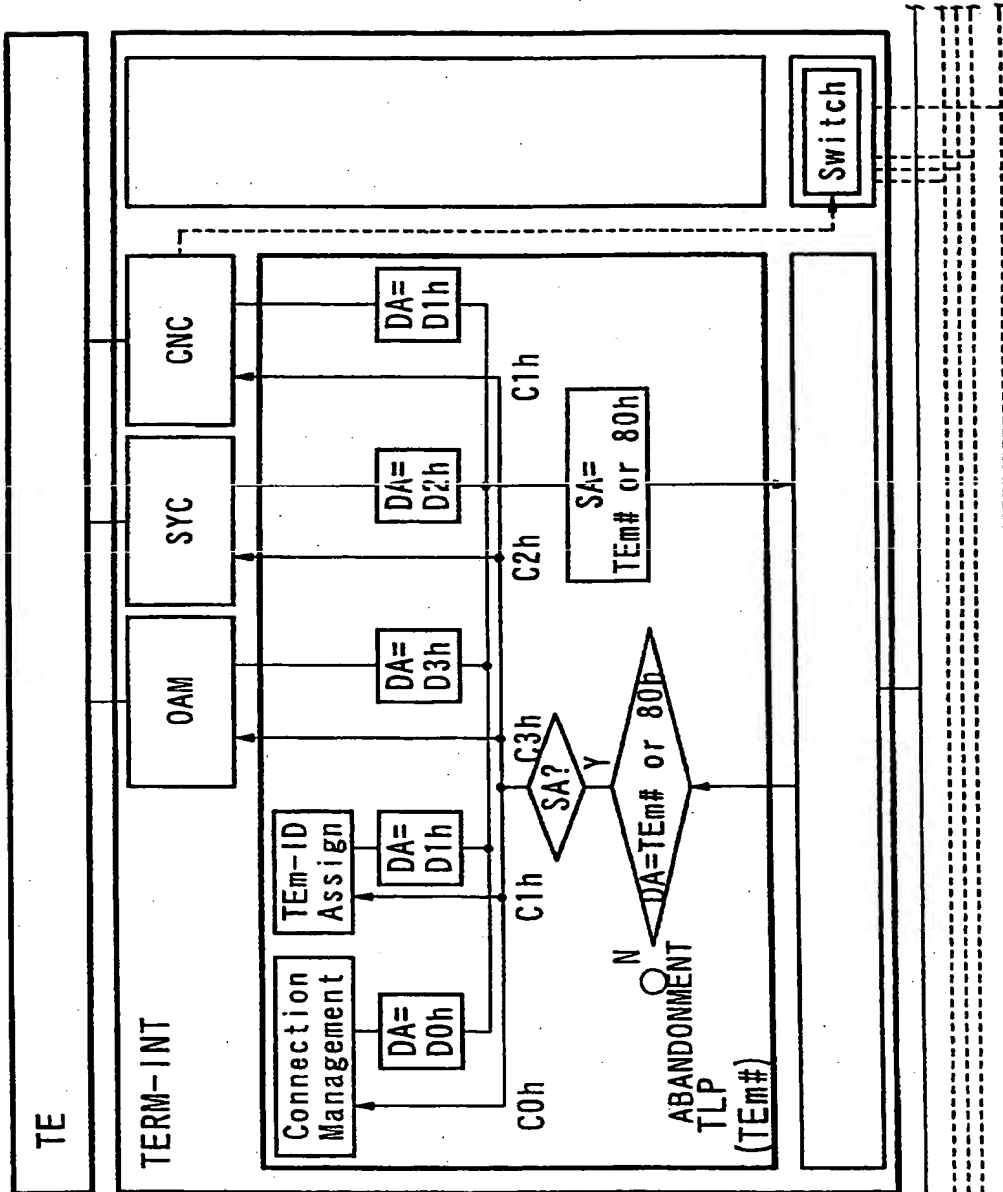 TE
TERM-INT
Connection
Management
TEm-ID
Assign
OAM
SYC
CNC
DA=
D0h
DA=
D1h
DA=
D3h
DA=
D2h
DA=
D1h
C0h
C1h
C3h
C2h
C1h
SA?
Y
SA=
TEm# or 80h
DA=TEm# or 80h
N
ABANDONMENT
TLP
(TEm#)
Switch